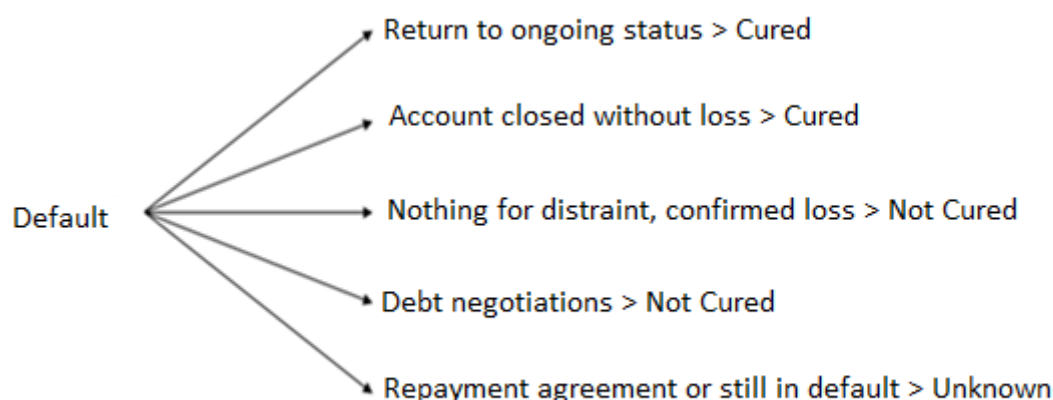 Return to ongoing status > Cured
Account closed without loss > Cured
Default
Nothing for distraint, confirmed loss > Not Cured
Debt negotiations > Not Cured
Repayment agreement or still in default > Unknown